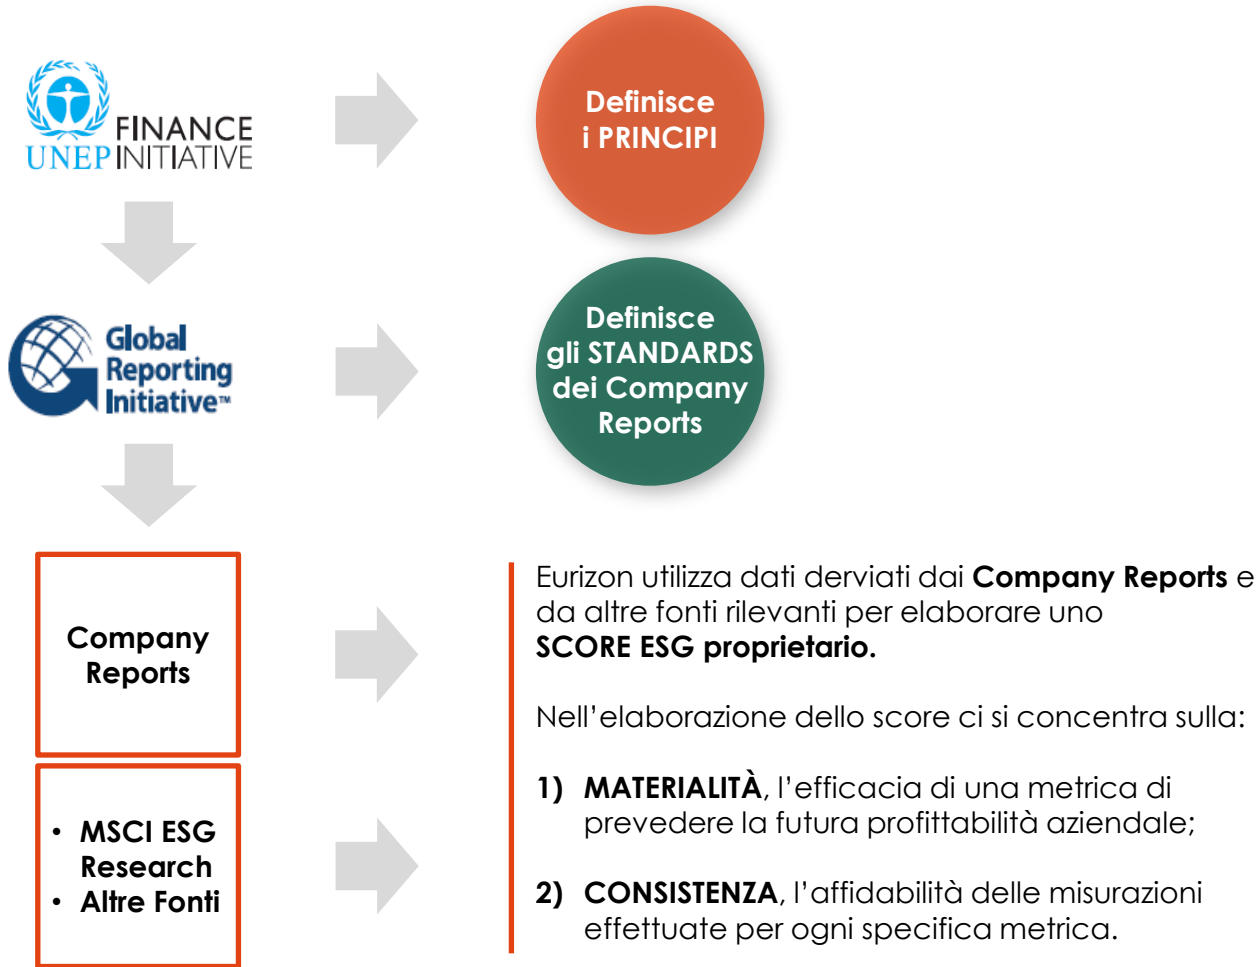 FINANCE
UNEP INITIATIVE
Definisce
i PRINCIPI
Global
Reporting
Initiative™
Definisce
gli STANDARDS
dei Company
Reports
Company
Reports
Eurizon utilizza dati derviati dai Company Reports e
da altre fonti rilevanti per elaborare uno
SCORE ESG proprietario.
Nell’elaborazione dello score ci si concentra sulla:
1) MATERIALITÀ, l’efficacia di una metrica di
prevedere la futura profittabilità aziendale;
• MSCI ESG
Research
• Altre Fonti
2) CONSISTENZA, l’affidabilità delle misurazioni
effettuate per ogni specifica metrica.